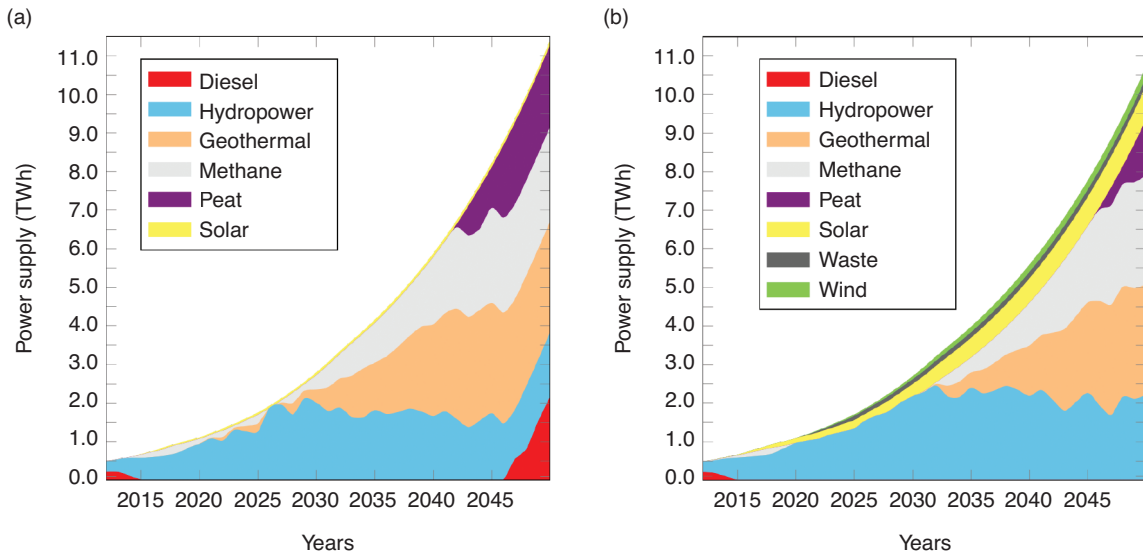 (a)
Power supply (TWh)
11.0
10.0
9.0
8.0
7.0
6.0
5.0
4.0
3.0
2.0
1.0
0.0
Diesel
Hydropower
Geothermal
Methane
Peat
Solar
2015 2020 2025 2030 2035 2040 2045
Years
(b)
Power supply (TWh)
11.0
10.0
9.0
8.0
7.0
6.0
5.0
4.0
3.0
2.0
1.0
0.0
Diesel
Hydropower
Geothermal
Methane
Peat
Solar
Waste
Wind
2015 2020 2025 2030 2035 2040 2045
Years